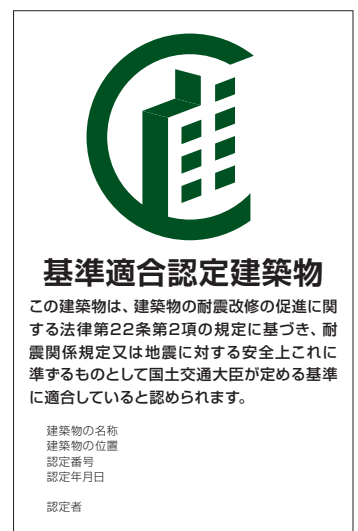 基準適合認定建築物
この建築物は、建築物の耐震改修の促進に関
する法律第22条第2項の規定に基づき、耐
震関係規定又は地震に対する安全上これに
準ずるものとして国土交通大臣が定める基準
に適合していると認められます。
建築物の名称
建築物の位置
認定番号
認定年月日
認定者